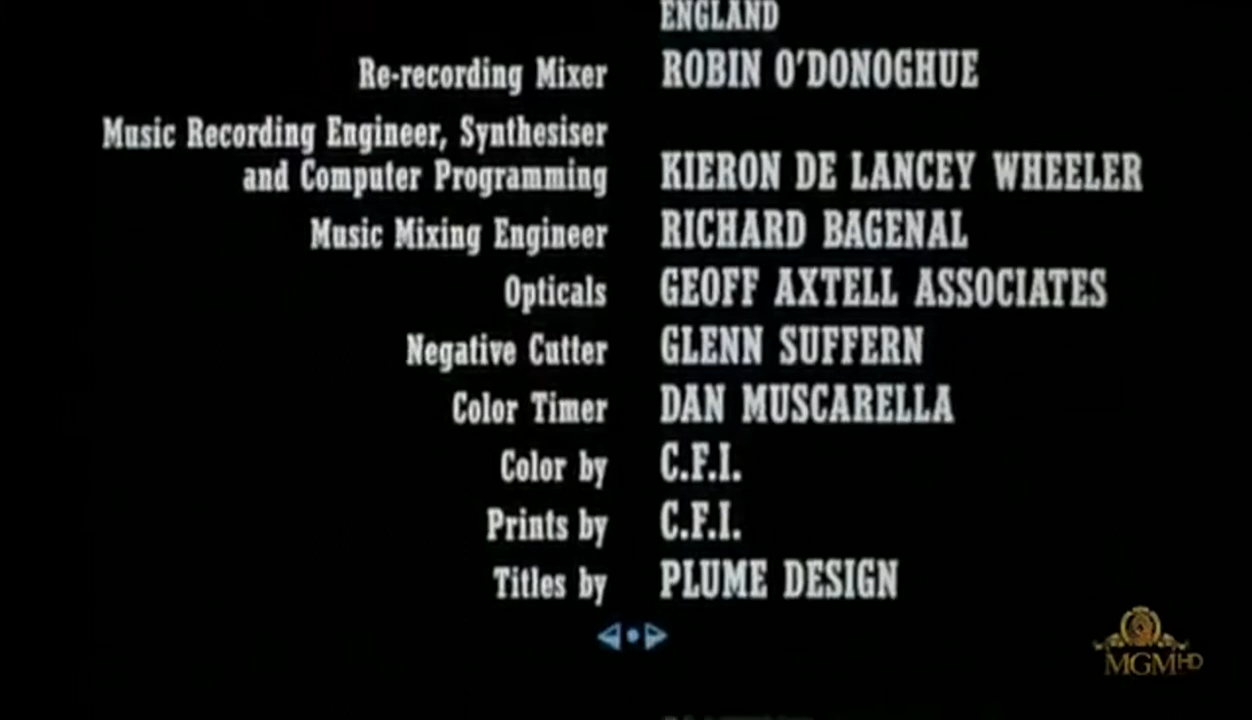 ENGLAND
Re-recording Mixer ROBIN O'DONOGHUE
Music Recording Engineer, Synthesiser
and Computer Programming KIERON DE LANCEY WHEELER
Music Mixing Engineer RICHARD BAGENAL
Opticals GEOFF AXTELL ASSOCIATES
Negative Cutter GLENN SUFFERN
Color Timer DAN MUSCARELLA
Color by C.F.I.
Prints by C.F.I.
Titles by PLUME DESIGN
MGMHD